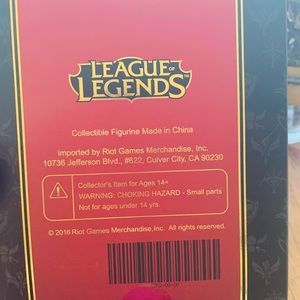 LEAGUE OF
LEGENDS
Collectible Figurine Made in China
Imported by Riot Games Merchandise, Inc.
10736 Jefferson Blvd., #622, Culver City, CA 90230
Collector's Item for Ages 14+
WARNING: CHOKING HAZARD - Small parts
Not for ages under 14 yrs.
© 2016 Riot Games Merchandise, Inc. All rights reserved.